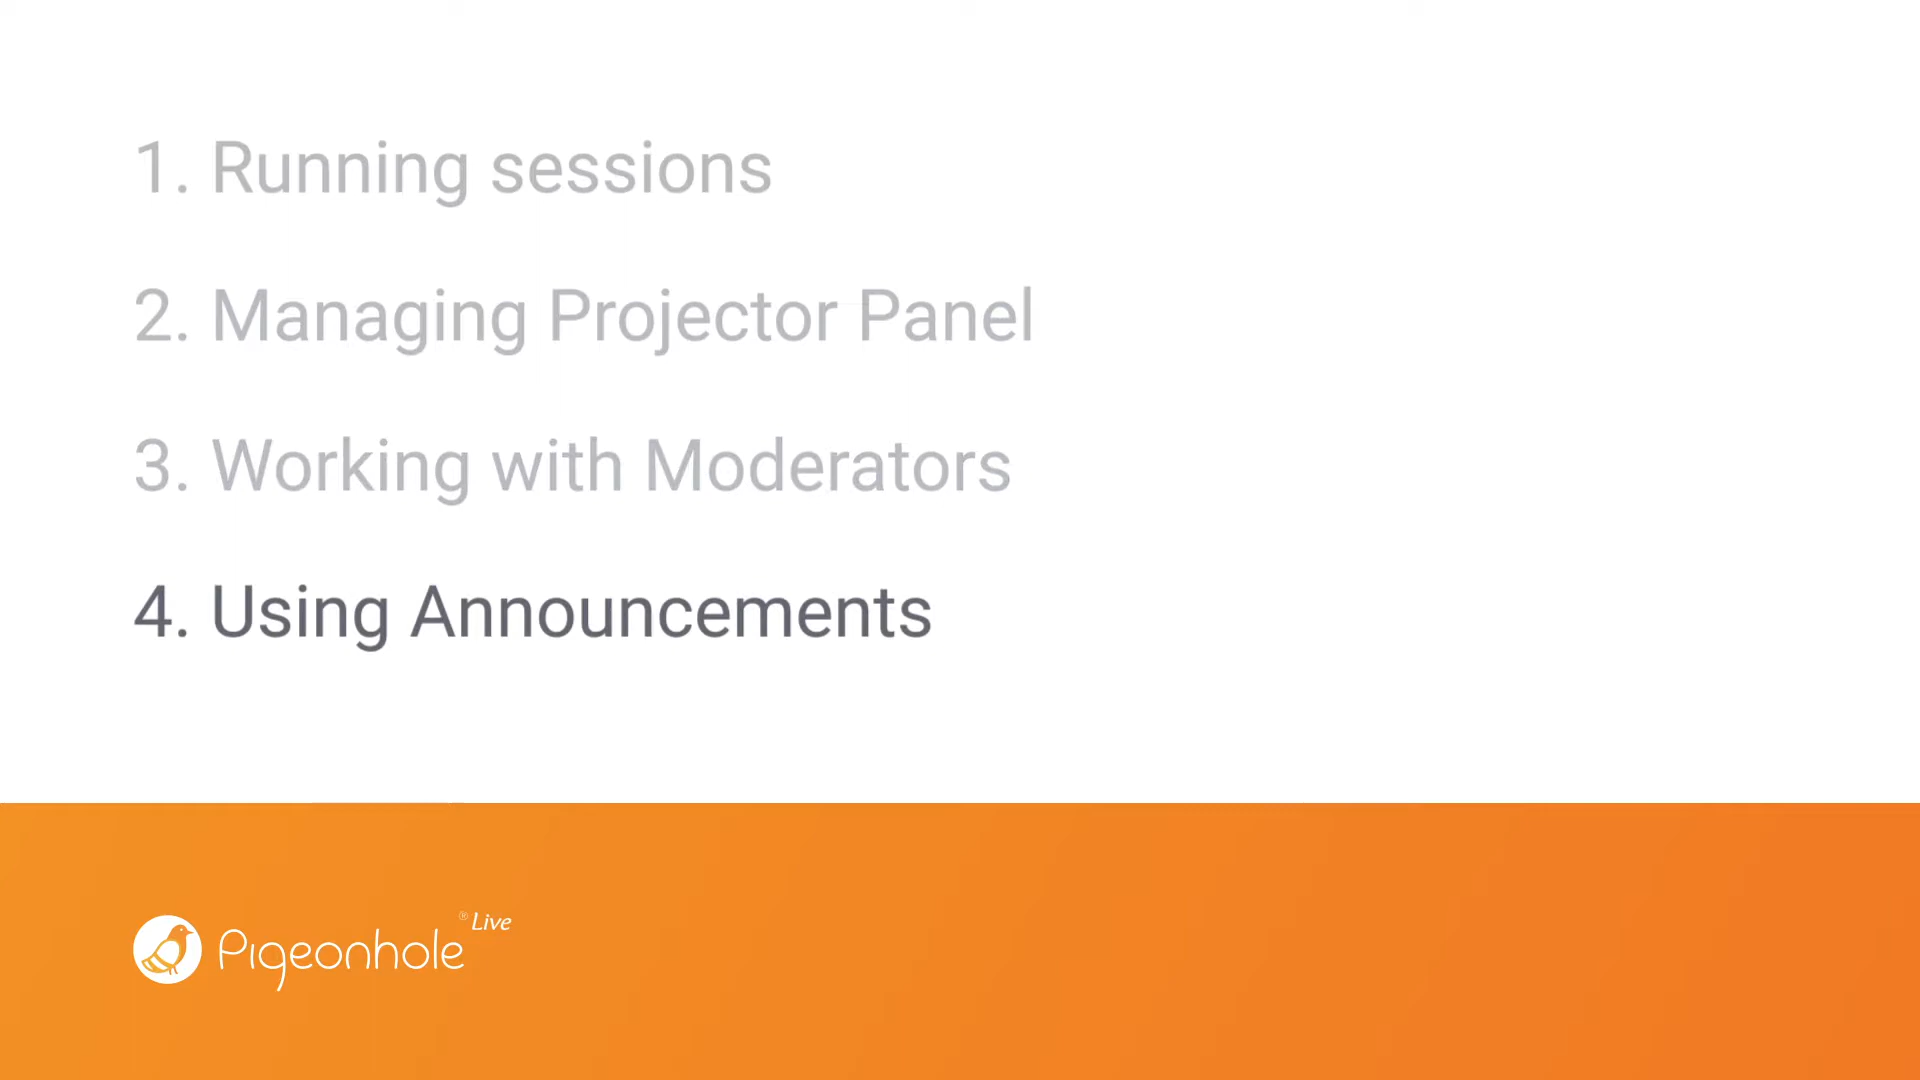 1. Running sessions
2. Managing Projector Panel
3. Working with Moderators
4. Using Announcements
Pigeonhole® Live